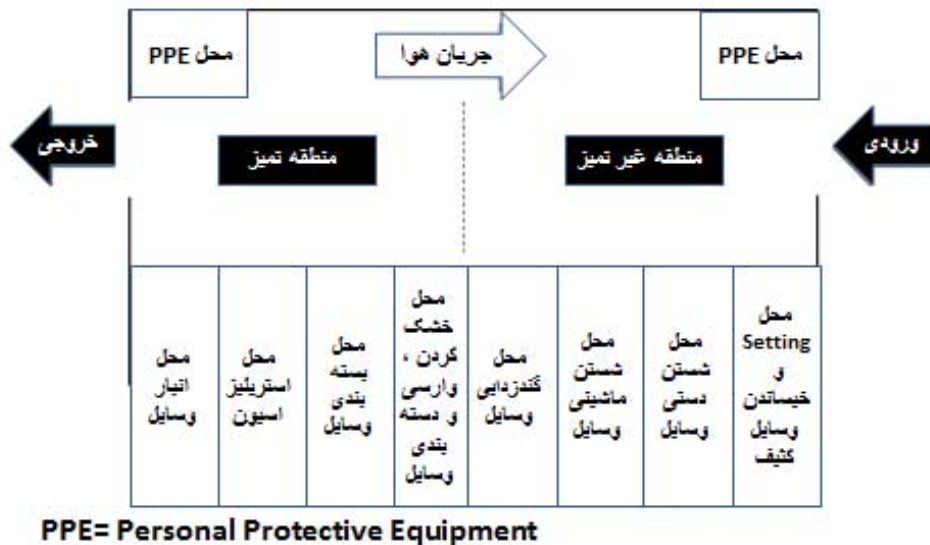 محل PPE
جریان هوا
محل PPE
ورودی
منطقه غیر تمیز
منطقه تمیز
خروجی
محل
Setting
و
خیساندن
وسایل
کثیف
محل
شستن
دستی
وسایل
محل
شستن
ماشینی
وسایل
محل
گندزدایی
وسایل
محل
خشک
کردن ،
وارسی
و دسته
بندی
وسایل
محل
بسته
بندی
وسایل
محل
استریلیز
اسیون
محل
انبار
وسایل
PPE= Personal Protective Equipment